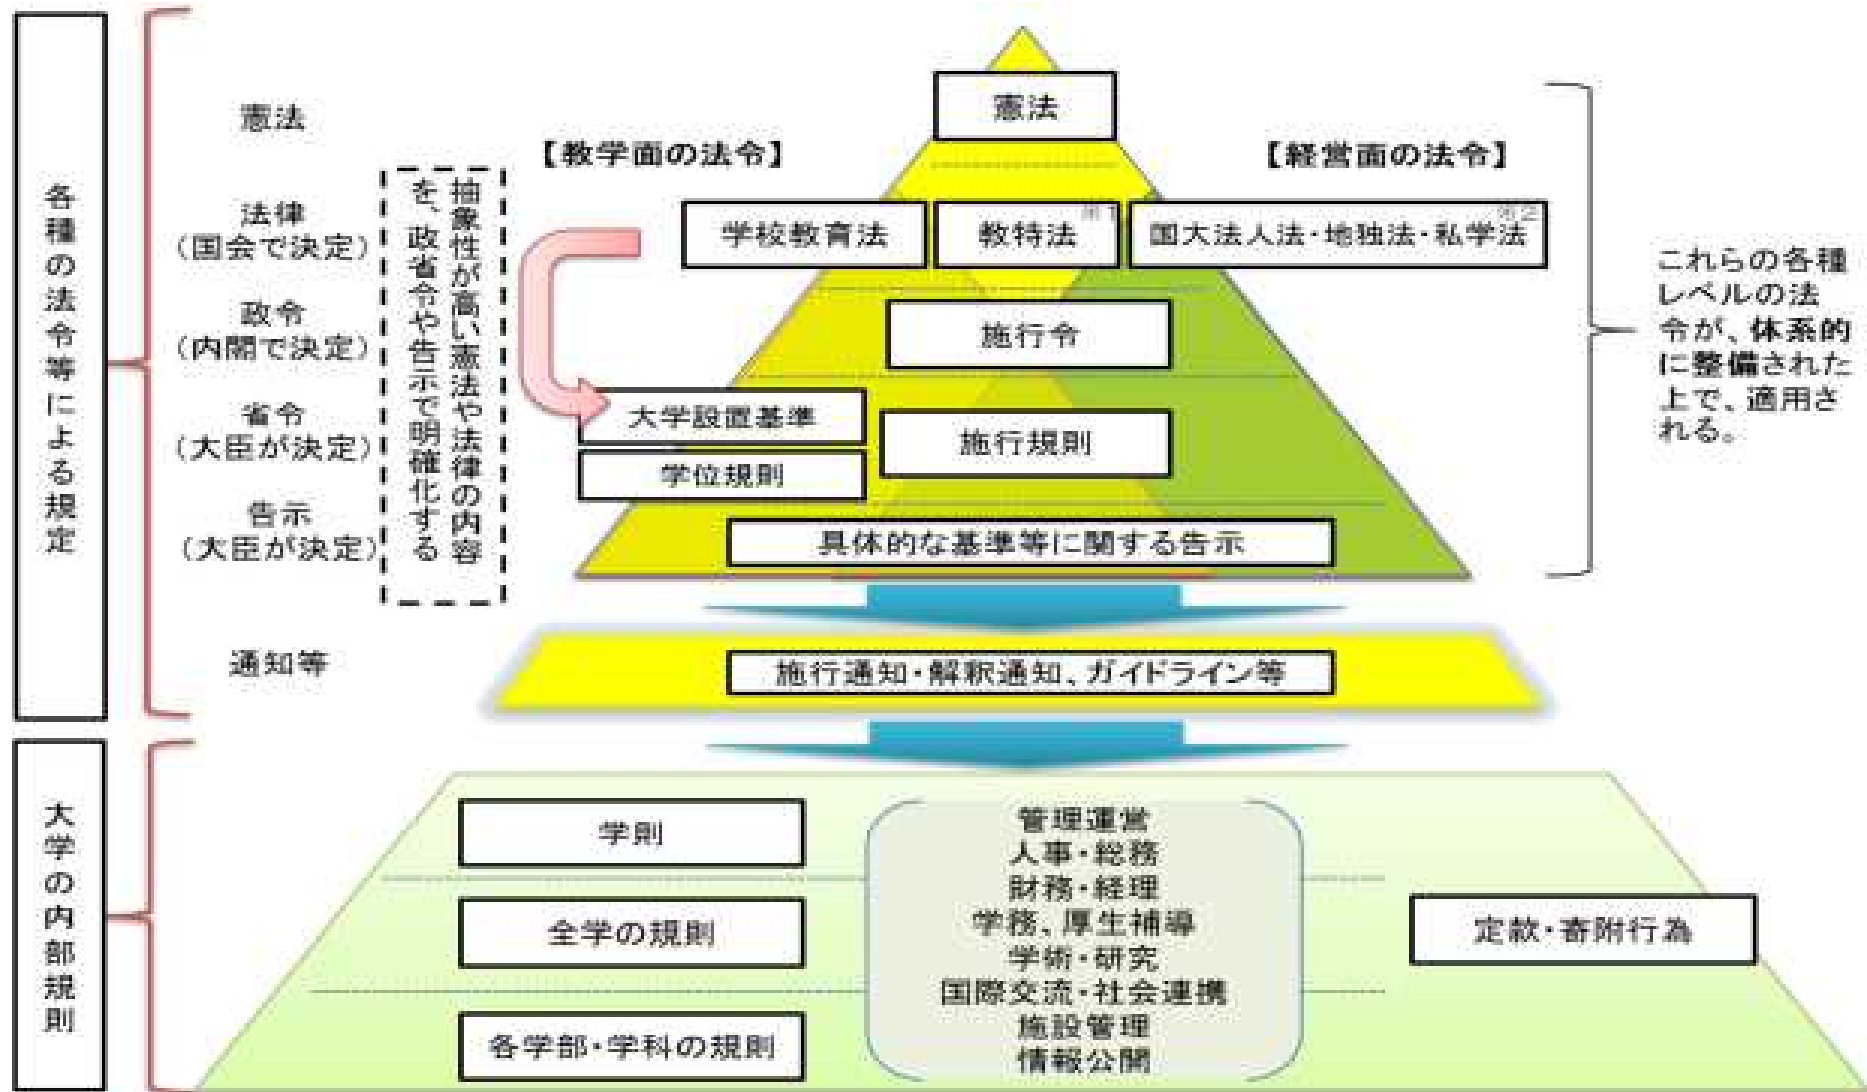 各種の法令等による規定
憲法
法律
（国会で決定）
政令
（内閣で決定）
省令
（大臣が決定）
告示
（大臣が決定）
通知等
抽象性が高い憲法や法律の内容
を、政省令や告示で明確化する
【教学面の法令】
【経営面の法令】
憲法
学校教育法
教特法
国大法人法・地独法・私学法
施行令
大学設置基準
学位規則
施行規則
具体的な基準等に関する告示
これらの各種
レベルの法
令が、体系的
に整備された
上で、適用さ
れる。
施行通知・解釈通知、ガイドライン等
大学の内部規則
学則
全学の規則
各学部・学科の規則
管理運営
人事・総務
財務・経理
学務、厚生補導
学術・研究
国際交流・社会連携
施設管理
情報公開
定款・寄附行為